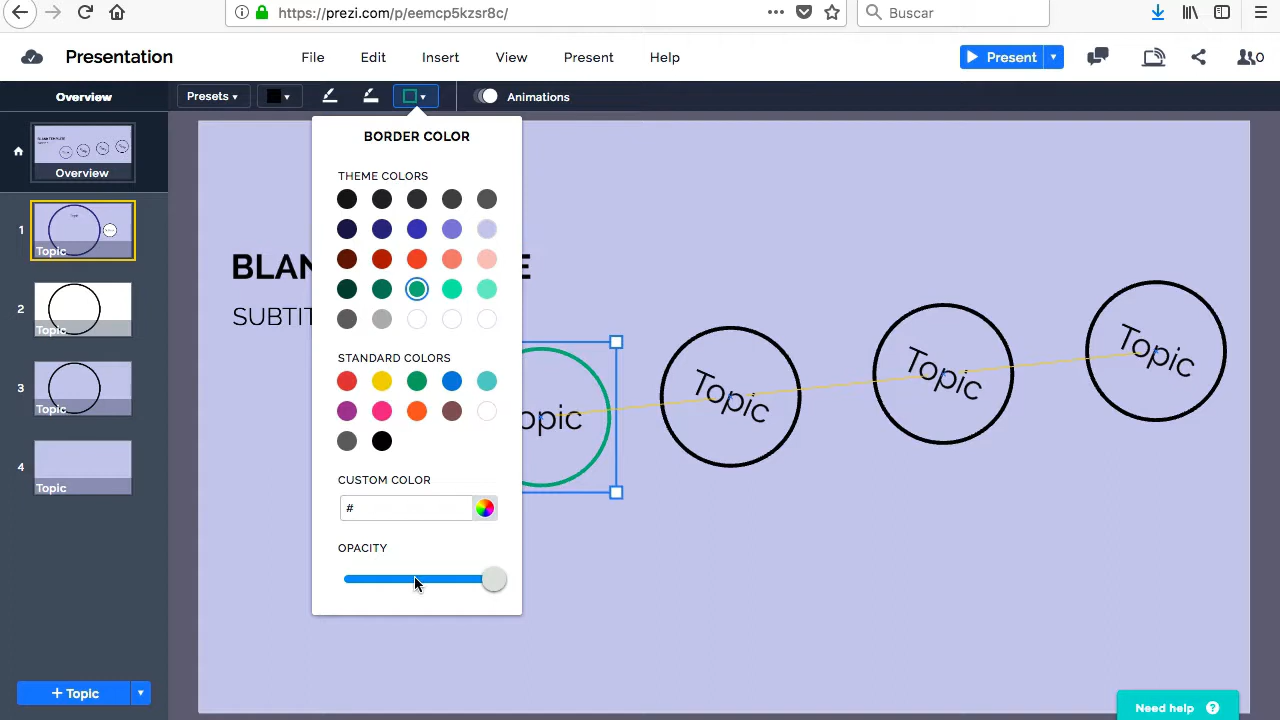 https://prezi.com/p/eemcp5kzsr8c/
Buscar
Presentation
File
Edit
Insert
View
Present
Help
Present
0
Overview
Presets
Animations
Overview
BORDER COLOR
THEME COLORS
STANDARD COLORS
CUSTOM COLOR
#
OPACITY
1
Topic
2
Topic
3
Topic
4
Topic
BLAN
E
SUBTIT
opic
Topic
Topic
Topic
+ Topic
Need help ?